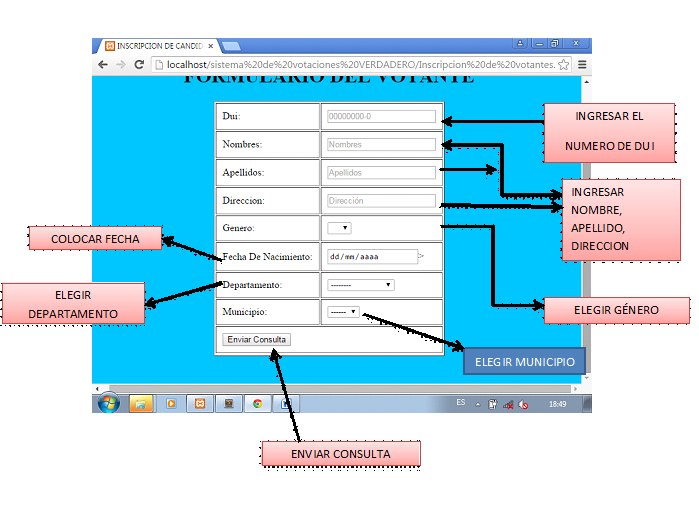 INSCRIPCION DE CANDID
localhost/sistema%20de%20votaciones%20VERDADERO/Inscripcion%20de%20votantes.
FORMULARIO DEL VOTANTE
Dui:
00000000-0
Nombres:
Nombres
Apellidos:
Apellidos
Direccion:
Dirección
Genero:
Fecha De Nacimiento:
dd/mm/aaaa
>
Departamento:
--------
Municipio:
------
Enviar Consulta
INGRESAR EL
NUMERO DE DUI
INGRESAR
NOMBRE,
APELLIDO,
DIRECCION
COLOCAR FECHA
ELEGIR
DEPARTAMENTO
ELEGIR GÉNERO
ELEGIR MUNICIPIO
ES
18:49
ENVIAR CONSULTA